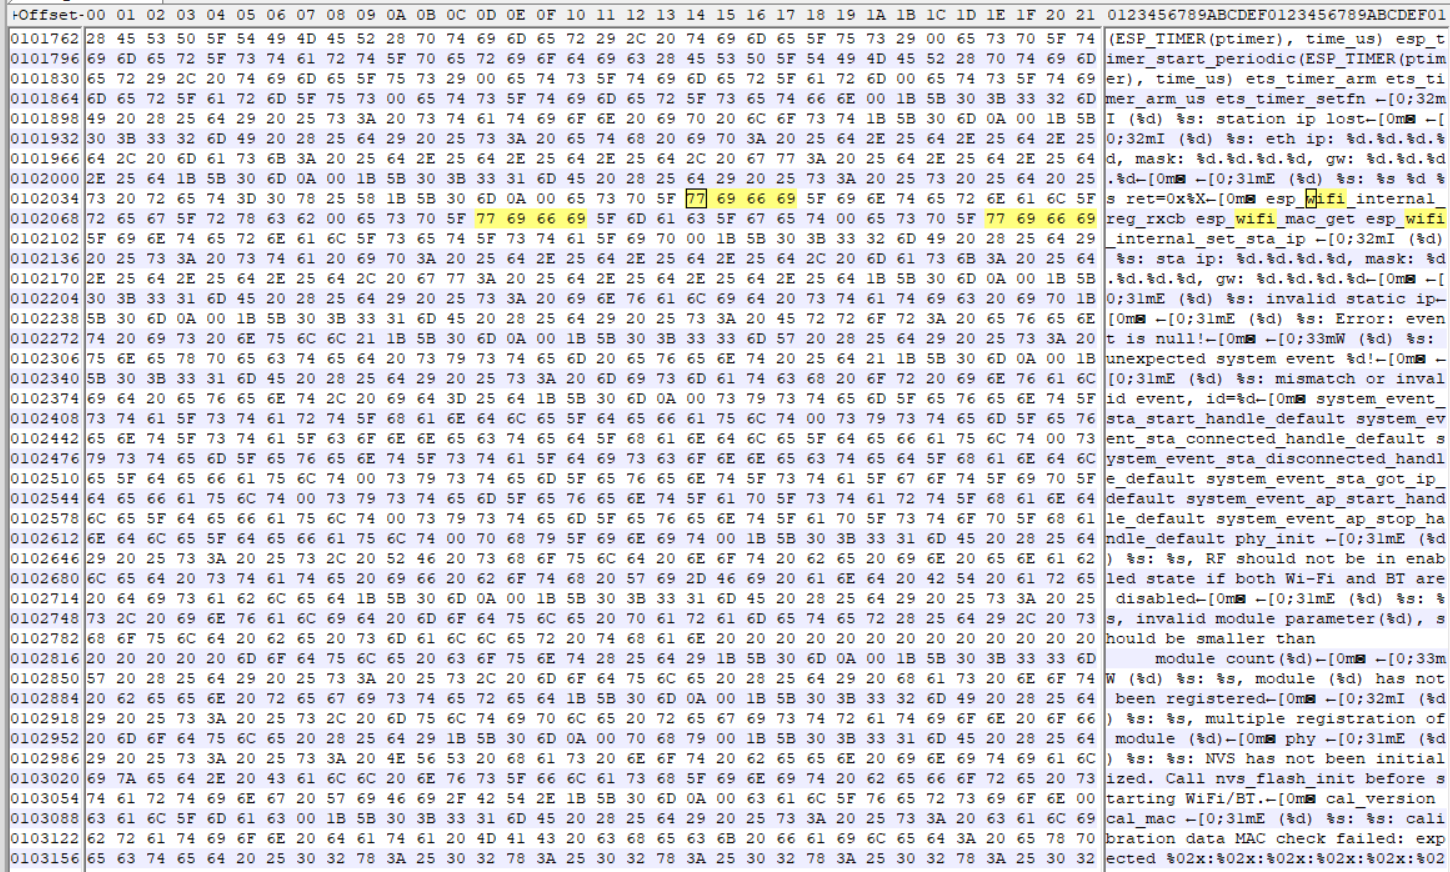 +Offset- 00 01 02 03 04 05 06 07 08 09 0A 0B 0C 0D 0E 0F 10 11 12 13 14 15 16 17 18 19 1A 1B 1C 1D 1E 1F 20 21 0123456789ABCDEF0123456789ABCDEF01
0101762 28 45 53 50 5F 54 49 4D 45 52 28 70 74 69 6D 65 72 29 2C 20 74 69 6D 65 5F 75 73 29 00 65 73 70 5F 74 (ESP_TIMER(ptimer), time_us) esp_t
0101796 69 6D 65 72 5F 73 74 61 72 74 5F 70 65 72 69 6F 64 69 63 28 45 53 50 5F 54 49 4D 45 52 28 70 74 69 6D imer_start_periodic(ESP_TIMER(ptim
0101830 65 72 29 2C 20 74 69 6D 65 5F 75 73 29 00 65 74 73 5F 74 69 6D 65 72 5F 61 72 6D 00 65 74 73 5F 74 69 er), time_us) ets_timer_arm ets_ti
0101864 6D 65 72 5F 61 72 6D 5F 75 73 00 65 74 73 5F 74 69 6D 65 72 5F 73 65 74 66 6E 00 1B 5B 30 3B 33 32 6D mer_arm_us ets_timer_setfn ←[0;32m
0101898 49 20 28 25 64 29 20 25 73 3A 20 73 74 61 74 69 6F 6E 20 69 70 20 6C 6F 73 74 1B 5B 30 6D 0A 00 1B 5B I (%d) %s: station ip lost←[0m◙ ←[
0101932 30 3B 33 32 6D 49 20 28 25 64 29 20 25 73 3A 20 65 74 68 20 69 70 3A 20 25 64 2E 25 64 2E 25 64 2E 25 0;32mI (%d) %s: eth ip: %d.%d.%d.%
0101966 64 2C 20 6D 61 73 6B 3A 20 25 64 2E 25 64 2E 25 64 2E 25 64 2C 20 67 77 3A 20 25 64 2E 25 64 2E 25 64 d, mask: %d.%d.%d.%d, gw: %d.%d.%d
0102000 2E 25 64 1B 5B 30 6D 0A 00 1B 5B 30 3B 33 31 6D 45 20 28 25 64 29 20 25 73 3A 20 25 73 20 25 64 20 25 .%d←[0m◙ ←[0;31mE (%d) %s: %s %d %
0102034 73 20 72 65 74 3D 30 78 25 58 1B 5B 30 6D 0A 00 65 73 70 5F 77 69 66 69 5F 69 6E 74 65 72 6E 61 6C 5F s ret=0x%X←[0m◙ esp_wifi_internal_
0102068 72 65 67 5F 72 78 63 62 00 65 73 70 5F 77 69 66 69 5F 6D 61 63 5F 67 65 74 00 65 73 70 5F 77 69 66 69 reg_rxcb esp_wifi_mac_get esp_wifi
0102102 5F 69 6E 74 65 72 6E 61 6C 5F 73 65 74 5F 73 74 61 5F 69 70 00 1B 5B 30 3B 33 32 6D 49 20 28 25 64 29 _internal_set_sta_ip ←[0;32mI (%d)
0102136 20 25 73 3A 20 73 74 61 20 69 70 3A 20 25 64 2E 25 64 2E 25 64 2E 25 64 2C 20 6D 61 73 6B 3A 20 25 64  %s: sta ip: %d.%d.%d.%d, mask: %d
0102170 2E 25 64 2E 25 64 2E 25 64 2C 20 67 77 3A 20 25 64 2E 25 64 2E 25 64 2E 25 64 1B 5B 30 6D 0A 00 1B 5B .%d.%d.%d, gw: %d.%d.%d.%d←[0m◙ ←[
0102204 30 3B 33 31 6D 45 20 28 25 64 29 20 25 73 3A 20 69 6E 76 61 6C 69 64 20 73 74 61 74 69 63 20 69 70 1B 0;31mE (%d) %s: invalid static ip←
0102238 5B 30 6D 0A 00 1B 5B 30 3B 33 31 6D 45 20 28 25 64 29 20 25 73 3A 20 45 72 72 6F 72 3A 20 65 76 65 6E [0m◙ ←[0;31mE (%d) %s: Error: even
0102272 74 20 69 73 20 6E 75 6C 6C 21 1B 5B 30 6D 0A 00 1B 5B 30 3B 33 33 6D 57 20 28 25 64 29 20 25 73 3A 20 t is null!←[0m◙ ←[0;33mW (%d) %s: 
0102306 75 6E 65 78 70 65 63 74 65 64 20 73 79 73 74 65 6D 20 65 76 65 6E 74 20 25 64 21 1B 5B 30 6D 0A 00 1B unexpected system event %d!←[0m◙ ←
0102340 5B 30 3B 33 31 6D 45 20 28 25 64 29 20 25 73 3A 20 6D 69 73 6D 61 74 63 68 20 6F 72 20 69 6E 76 61 6C [0;31mE (%d) %s: mismatch or inval
0102374 69 64 20 65 76 65 6E 74 2C 20 69 64 3D 25 64 1B 5B 30 6D 0A 00 73 79 73 74 65 6D 5F 65 76 65 6E 74 5F id event, id=%d←[0m◙ system_event_
0102408 73 74 61 5F 73 74 61 72 74 5F 68 61 6E 64 6C 65 5F 64 65 66 61 75 6C 74 00 73 79 73 74 65 6D 5F 65 76 sta_start_handle_default system_ev
0102442 65 6E 74 5F 73 74 61 5F 63 6F 6E 6E 65 63 74 65 64 5F 68 61 6E 64 6C 65 5F 64 65 66 61 75 6C 74 00 73 ent_sta_connected_handle_default s
0102476 79 73 74 65 6D 5F 65 76 65 6E 74 5F 73 74 61 5F 64 69 73 63 6F 6E 6E 65 63 74 65 64 5F 68 61 6E 64 6C ystem_event_sta_disconnected_handl
0102510 65 5F 64 65 66 61 75 6C 74 00 73 79 73 74 65 6D 5F 65 76 65 6E 74 5F 73 74 61 5F 67 6F 74 5F 69 70 5F e_default system_event_sta_got_ip_
0102544 64 65 66 61 75 6C 74 00 73 79 73 74 65 6D 5F 65 76 65 6E 74 5F 61 70 5F 73 74 61 72 74 5F 68 61 6E 64 default system_event_ap_start_hand
0102578 6C 65 5F 64 65 66 61 75 6C 74 00 73 79 73 74 65 6D 5F 65 76 65 6E 74 5F 61 70 5F 73 74 6F 70 5F 68 61 le_default system_event_ap_stop_ha
0102612 6E 64 6C 65 5F 64 65 66 61 75 6C 74 00 70 68 79 5F 69 6E 69 74 00 1B 5B 30 3B 33 31 6D 45 20 28 25 64 ndle_default phy_init ←[0;31mE (%d
0102646 29 20 25 73 3A 20 25 73 2C 20 52 46 20 73 68 6F 75 6C 64 20 6E 6F 74 20 62 65 20 69 6E 20 65 6E 61 62 ) %s: %s, RF should not be in enab
0102680 6C 65 64 20 73 74 61 74 65 20 69 66 20 62 6F 74 68 20 57 69 2D 46 69 20 61 6E 64 20 42 54 20 61 72 65 led state if both Wi-Fi and BT are
0102714 20 64 69 73 61 62 6C 65 64 1B 5B 30 6D 0A 00 1B 5B 30 3B 33 31 6D 45 20 28 25 64 29 20 25 73 3A 20 25  disabled←[0m◙ ←[0;31mE (%d) %s: %
0102748 73 2C 20 69 6E 76 61 6C 69 64 20 6D 6F 64 75 6C 65 20 70 61 72 61 6D 65 74 65 72 28 25 64 29 2C 20 73 s, invalid module parameter(%d), s
0102782 68 6F 75 6C 64 20 62 65 20 73 6D 61 6C 6C 65 72 20 74 68 61 6E 20 20 20 20 20 20 20 20 20 20 20 20 20 hould be smaller than
0102816 20 20 20 20 20 6D 6F 64 75 6C 65 20 63 6F 75 6E 74 28 25 64 29 1B 5B 30 6D 0A 00 1B 5B 30 3B 33 33 6D      module count(%d)←[0m◙ ←[0;33m
0102850 57 20 28 25 64 29 20 25 73 3A 20 25 73 2C 20 6D 6F 64 75 6C 65 20 28 25 64 29 20 68 61 73 20 6E 6F 74 W (%d) %s: %s, module (%d) has not
0102884 20 62 65 65 6E 20 72 65 67 69 73 74 65 72 65 64 1B 5B 30 6D 0A 00 1B 5B 30 3B 33 32 6D 49 20 28 25 64  been registered←[0m◙ ←[0;32mI (%d
0102918 29 20 25 73 3A 20 25 73 2C 20 6D 75 6C 74 69 70 6C 65 20 72 65 67 69 73 74 72 61 74 69 6F 6E 20 6F 66 ) %s: %s, multiple registration of
0102952 20 6D 6F 64 75 6C 65 20 28 25 64 29 1B 5B 30 6D 0A 00 70 68 79 00 1B 5B 30 3B 33 31 6D 45 20 28 25 64  module (%d)←[0m◙ phy ←[0;31mE (%d
0102986 29 20 25 73 3A 20 25 73 3A 20 4E 56 53 20 68 61 73 20 6E 6F 74 20 62 65 65 6E 20 69 6E 69 74 69 61 6C ) %s: %s: NVS has not been initial
0103020 69 7A 65 64 2E 20 43 61 6C 6C 20 6E 76 73 5F 66 6C 61 73 68 5F 69 6E 69 74 20 62 65 66 6F 72 65 20 73 ized. Call nvs_flash_init before s
0103054 74 61 72 74 69 6E 67 20 57 69 46 69 2F 42 54 2E 1B 5B 30 6D 0A 00 63 61 6C 5F 76 65 72 73 69 6F 6E 00 tarting WiFi/BT.←[0m◙ cal_version
0103088 63 61 6C 5F 6D 61 63 00 1B 5B 30 3B 33 31 6D 45 20 28 25 64 29 20 25 73 3A 20 25 73 3A 20 63 61 6C 69 cal_mac ←[0;31mE (%d) %s: %s: cali
0103122 62 72 61 74 69 6F 6E 20 64 61 74 61 20 4D 41 43 20 63 68 65 63 6B 20 66 61 69 6C 65 64 3A 20 65 78 70 bration data MAC check failed: exp
0103156 65 63 74 65 64 20 25 30 32 78 3A 25 30 32 78 3A 25 30 32 78 3A 25 30 32 78 3A 25 30 32 78 3A 25 30 32 ected %02x:%02x:%02x:%02x:%02x:%02